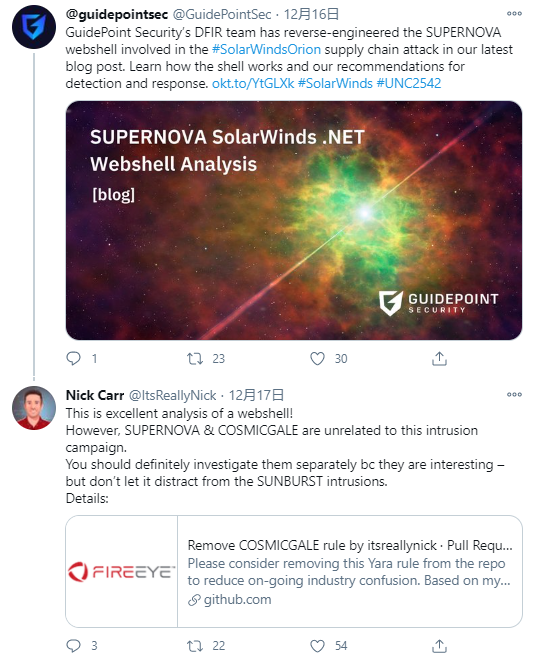 @guidepointsec @GuidePointSec · 12月16日
GuidePoint Security's DFIR team has reverse-engineered the SUPERNOVA
webshell involved in the #SolarWindsOrion supply chain attack in our latest
blog post. Learn how the shell works and our recommendations for
detection and response. okt.to/YtGLXk #SolarWinds #UNC2542
SUPERNOVA SolarWinds .NET
Webshell Analysis
[blog]
GUIDEPOINT
SECURITY
1 23 30
Nick Carr @ItsReallyNick · 12月17日
This is excellent analysis of a webshell!
However, SUPERNOVA & COSMICGALE are unrelated to this intrusion
campaign.
You should definitely investigate them separately bc they are interesting –
but don't let it distract from the SUNBURST intrusions.
Details:
FIREEYE
Remove COSMICGALE rule by itsreallynick · Pull Requ...
Please consider removing this Yara rule from the repo
to reduce on-going industry confusion. Based on my...
github.com
3 22 54